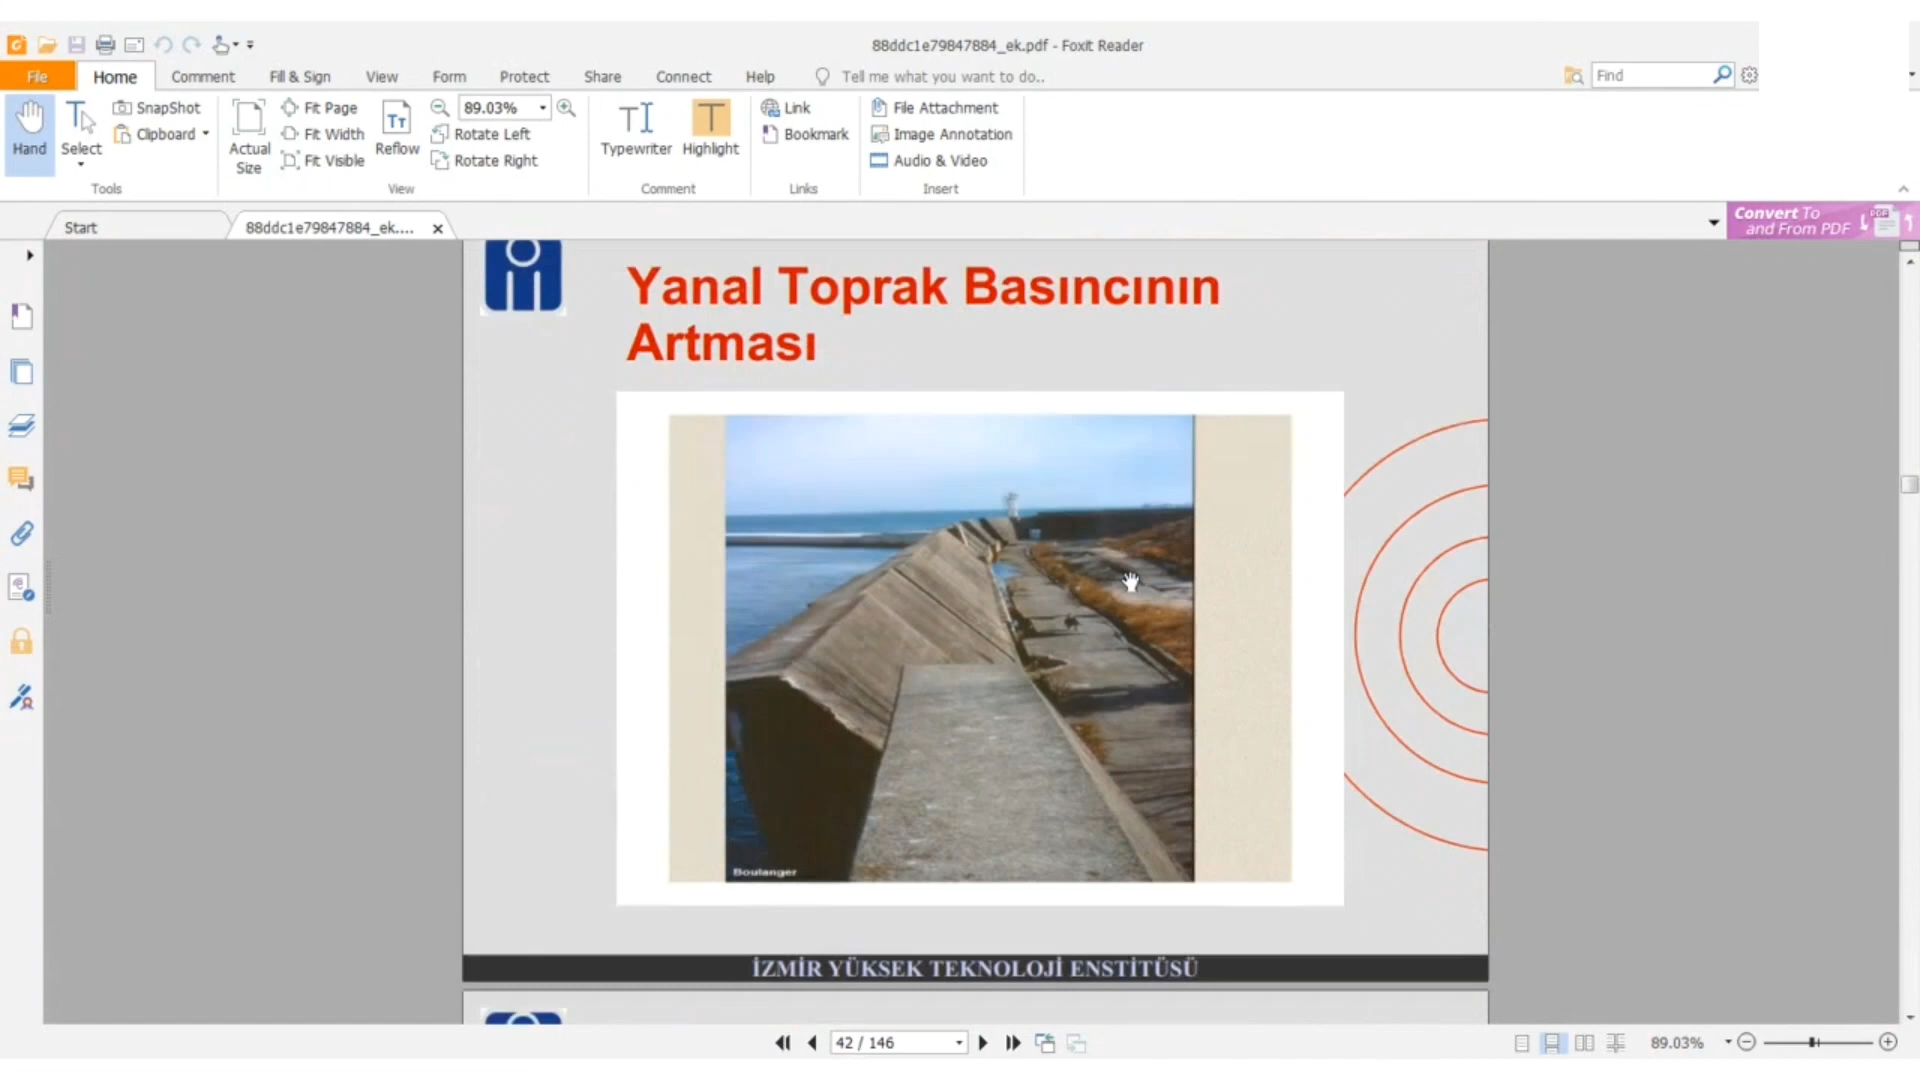 88ddc1e79847884_ek.pdf - Foxit Reader
File Home Comment Fill & Sign View Form Protect Share Connect Help Tell me what you want to do.. Find
Hand
Select
SnapShot
Clipboard
Tools
Actual Size
Fit Page
Fit Width
Fit Visible
Reflow
89.03%
Rotate Left
Rotate Right
View
Typewriter
Highlight
Comment
Link
Bookmark
Links
File Attachment
Image Annotation
Audio & Video
Insert
Start
88ddc1e79847884_ek....
Convert To
and From PDF
PDF
Yanal Toprak Basıncının
Artması
Boulanger
İZMİR YÜKSEK TEKNOLOJİ ENSTİTÜSÜ
42 / 146
89.03%